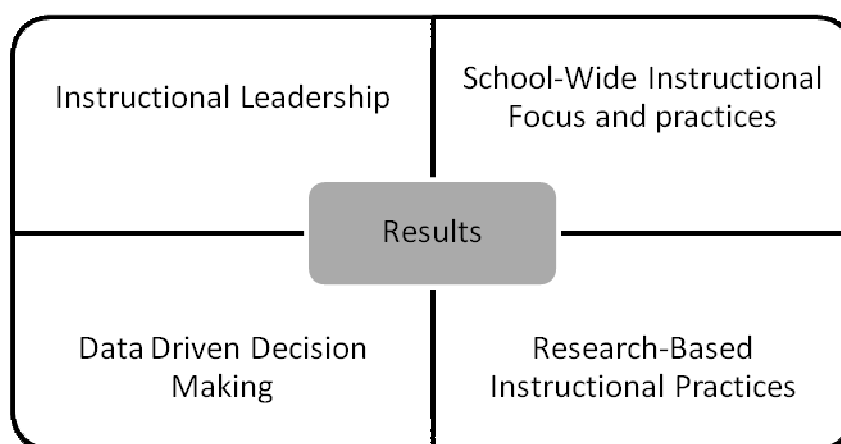 Instructional Leadership
School-Wide Instructional
Focus and practices
Results
Data Driven Decision
Making
Research-Based
Instructional Practices